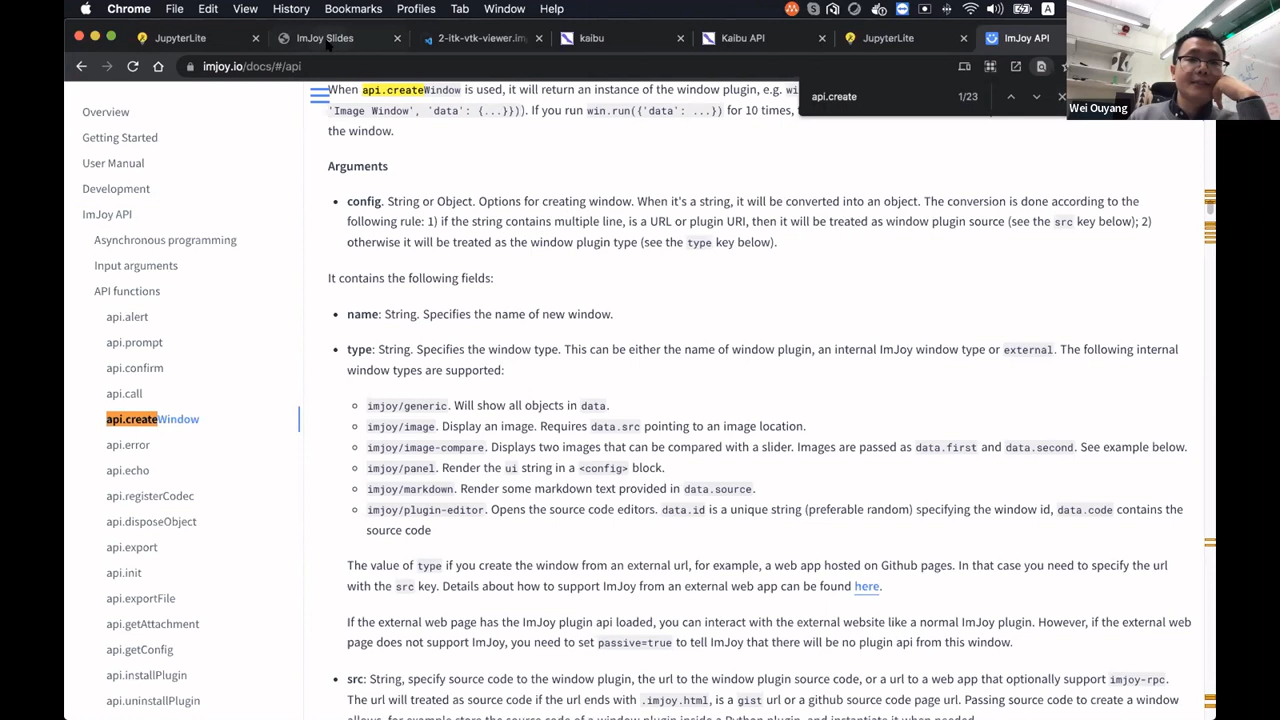 Chrome File Edit View History Bookmarks Profiles Tab Window Help
JupyterLite ImJoy Slides -itk-vtk-viewer.im kaibu Kaibu API JupyterLite ImJoy API
imjoy.io/docs/#/api
api.create 1/23
Wei Ouyang
Overview
Getting Started
User Manual
Development
ImJoy API
Asynchronous programming
Input arguments
API functions
api.alert
api.prompt
api.confirm
api.call
api.createWindow
api.error
api.echo
api.registerCodec
api.disposeObject
api.export
api.init
api.exportFile
api.getAttachment
api.getConfig
api.installPlugin
api.uninstallPlugin
When api.createWindow is used, it will return an instance of the window plugin, e.g. wi
'Image Window', 'data': {...}})). If you run win.run({'data': ...}) for 10 times,
the window.
Arguments
• config. String or Object. Options for creating window. When it's a string, it will be converted into an object. The conversion is done according to the
following rule: 1) if the string contains multiple line, is a URL or plugin URI, then it will be treated as window plugin source (see the src key below); 2)
otherwise it will be treated as the window plugin type (see the type key below).
It contains the following fields:
• name: String. Specifies the name of new window.
• type: String. Specifies the window type. This can be either the name of window plugin, an internal ImJoy window type or external. The following internal
window types are supported:
imjoy/generic. Will show all objects in data.
imjoy/image. Display an image. Requires data.src pointing to an image location.
imjoy/image-compare. Displays two images that can be compared with a slider. Images are passed as data.first and data.second. See example below.
imjoy/panel. Render the ui string in a <config> block.
imjoy/markdown. Render some markdown text provided in data.source.
imjoy/plugin-editor. Opens the source code editors. data.id is a unique string (preferable random) specifying the window id, data.code contains the
source code
The value of type if you create the window from an external url, for example, a web app hosted on Github pages. In that case you need to specify the url
with the src key. Details about how to support ImJoy from an external web app can be found here.
If the external web page has the ImJoy plugin api loaded, you can interact with the external website like a normal ImJoy plugin. However, if the external web
page does not support ImJoy, you need to set passive=true to tell ImJoy that there will be no plugin api from this window.
• src: String, specify source code to the window plugin, the url to the window plugin source code, or a url to a web app that optionally support imjoy-rpc.
The url will treated as source code if the url ends with .imjoy.html, is a gist url or a github source code page url. Passing source code to create a window
allows, for example store the source code of a window plugin inside a Python plugin, and instantiate it when needed.